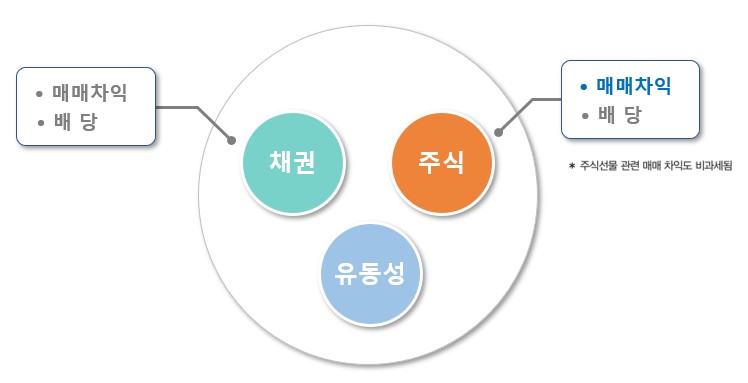 • 매매차익
• 배 당
• 매매차익
• 배 당
* 주식선물 관련 매매 차익도 비과세됨
채권
주식
유동성